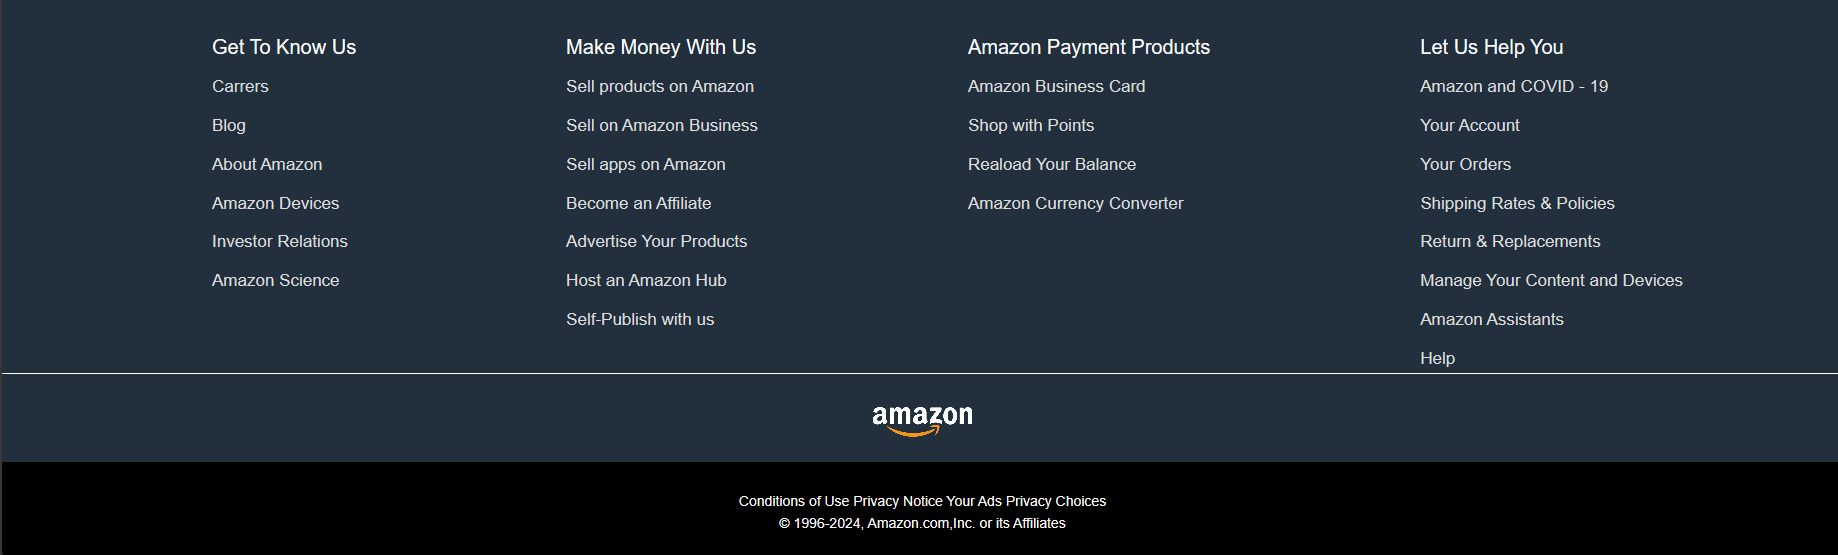 Get To Know Us
Carrers
Blog
About Amazon
Amazon Devices
Investor Relations
Amazon Science
Make Money With Us
Sell products on Amazon
Sell on Amazon Business
Sell apps on Amazon
Become an Affiliate
Advertise Your Products
Host an Amazon Hub
Self-Publish with us
Amazon Payment Products
Amazon Business Card
Shop with Points
Reaload Your Balance
Amazon Currency Converter
Let Us Help You
Amazon and COVID - 19
Your Account
Your Orders
Shipping Rates & Policies
Return & Replacements
Manage Your Content and Devices
Amazon Assistants
Help
amazon
Conditions of Use Privacy Notice Your Ads Privacy Choices
© 1996-2024, Amazon.com,Inc. or its Affiliates